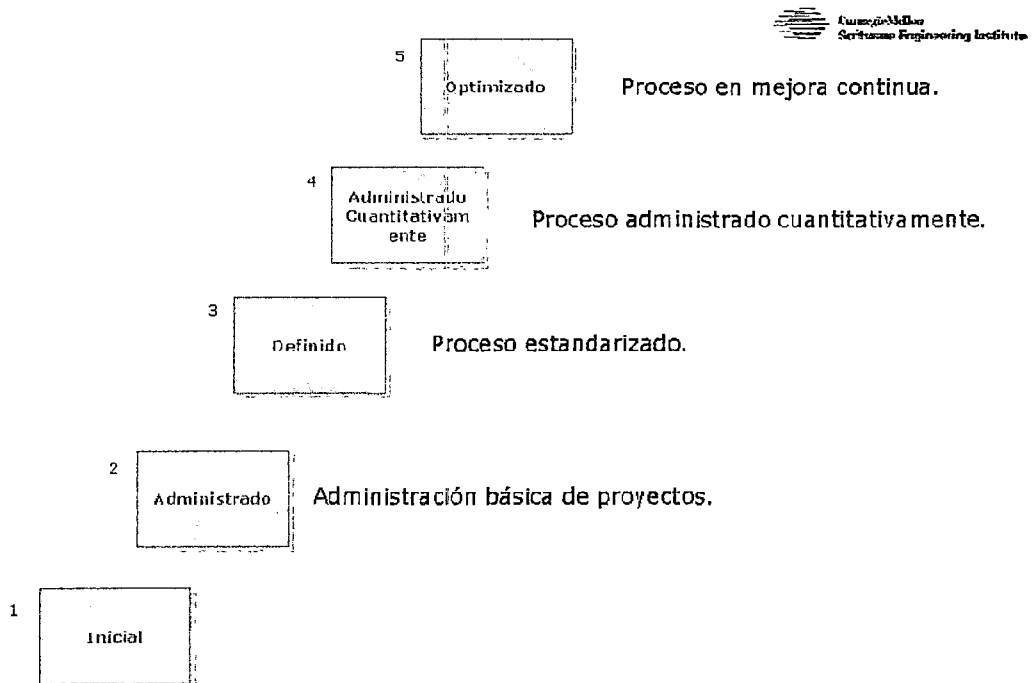 Carnegie Mellon
Software Engineering Institute
5
Optimizado
Proceso en mejora continua.
4
Administrado
Cuantitativam
ente
Proceso administrado cuantitativamente.
3
Definido
Proceso estandarizado.
2
Administrado
Administración básica de proyectos.
1
Inicial